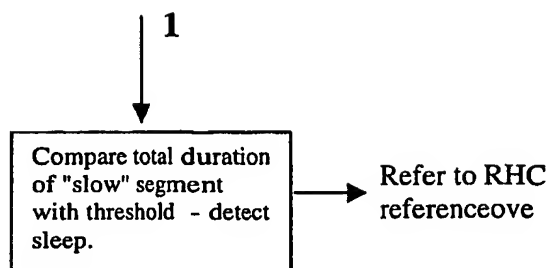 1
Compare total duration
of "slow" segment
with threshold - detect
sleep.
Refer to RHC
referenceove